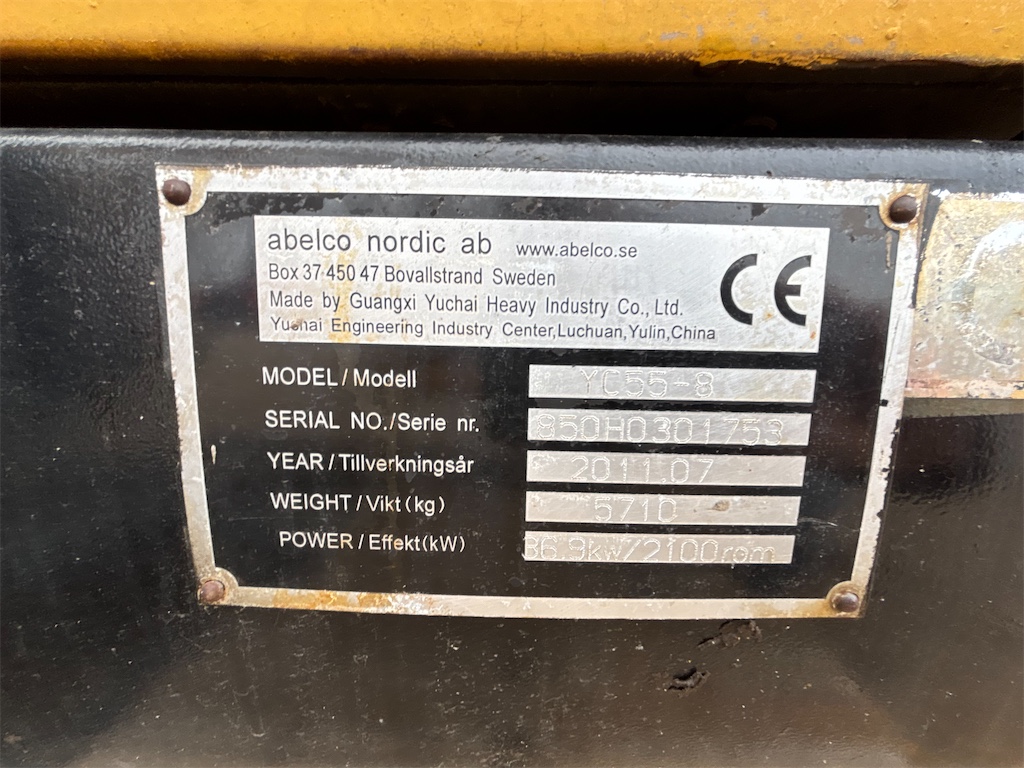 abelco nordic ab www.abelco.se
Box 37 450 47 Bovallstrand Sweden
Made by Guangxi Yuchai Heavy Industry Co., Ltd.
Yuchai Engineering Industry Center,Luchuan,Yulin,China
CE
MODEL/Modell YC55-8
SERIAL NO./Serie nr. 850H0301753
YEAR/Tillverkningsår 2011.07
WEIGHT/Vikt(kg) 5710
POWER/Effekt(kW) 36.9kw/2100rpm